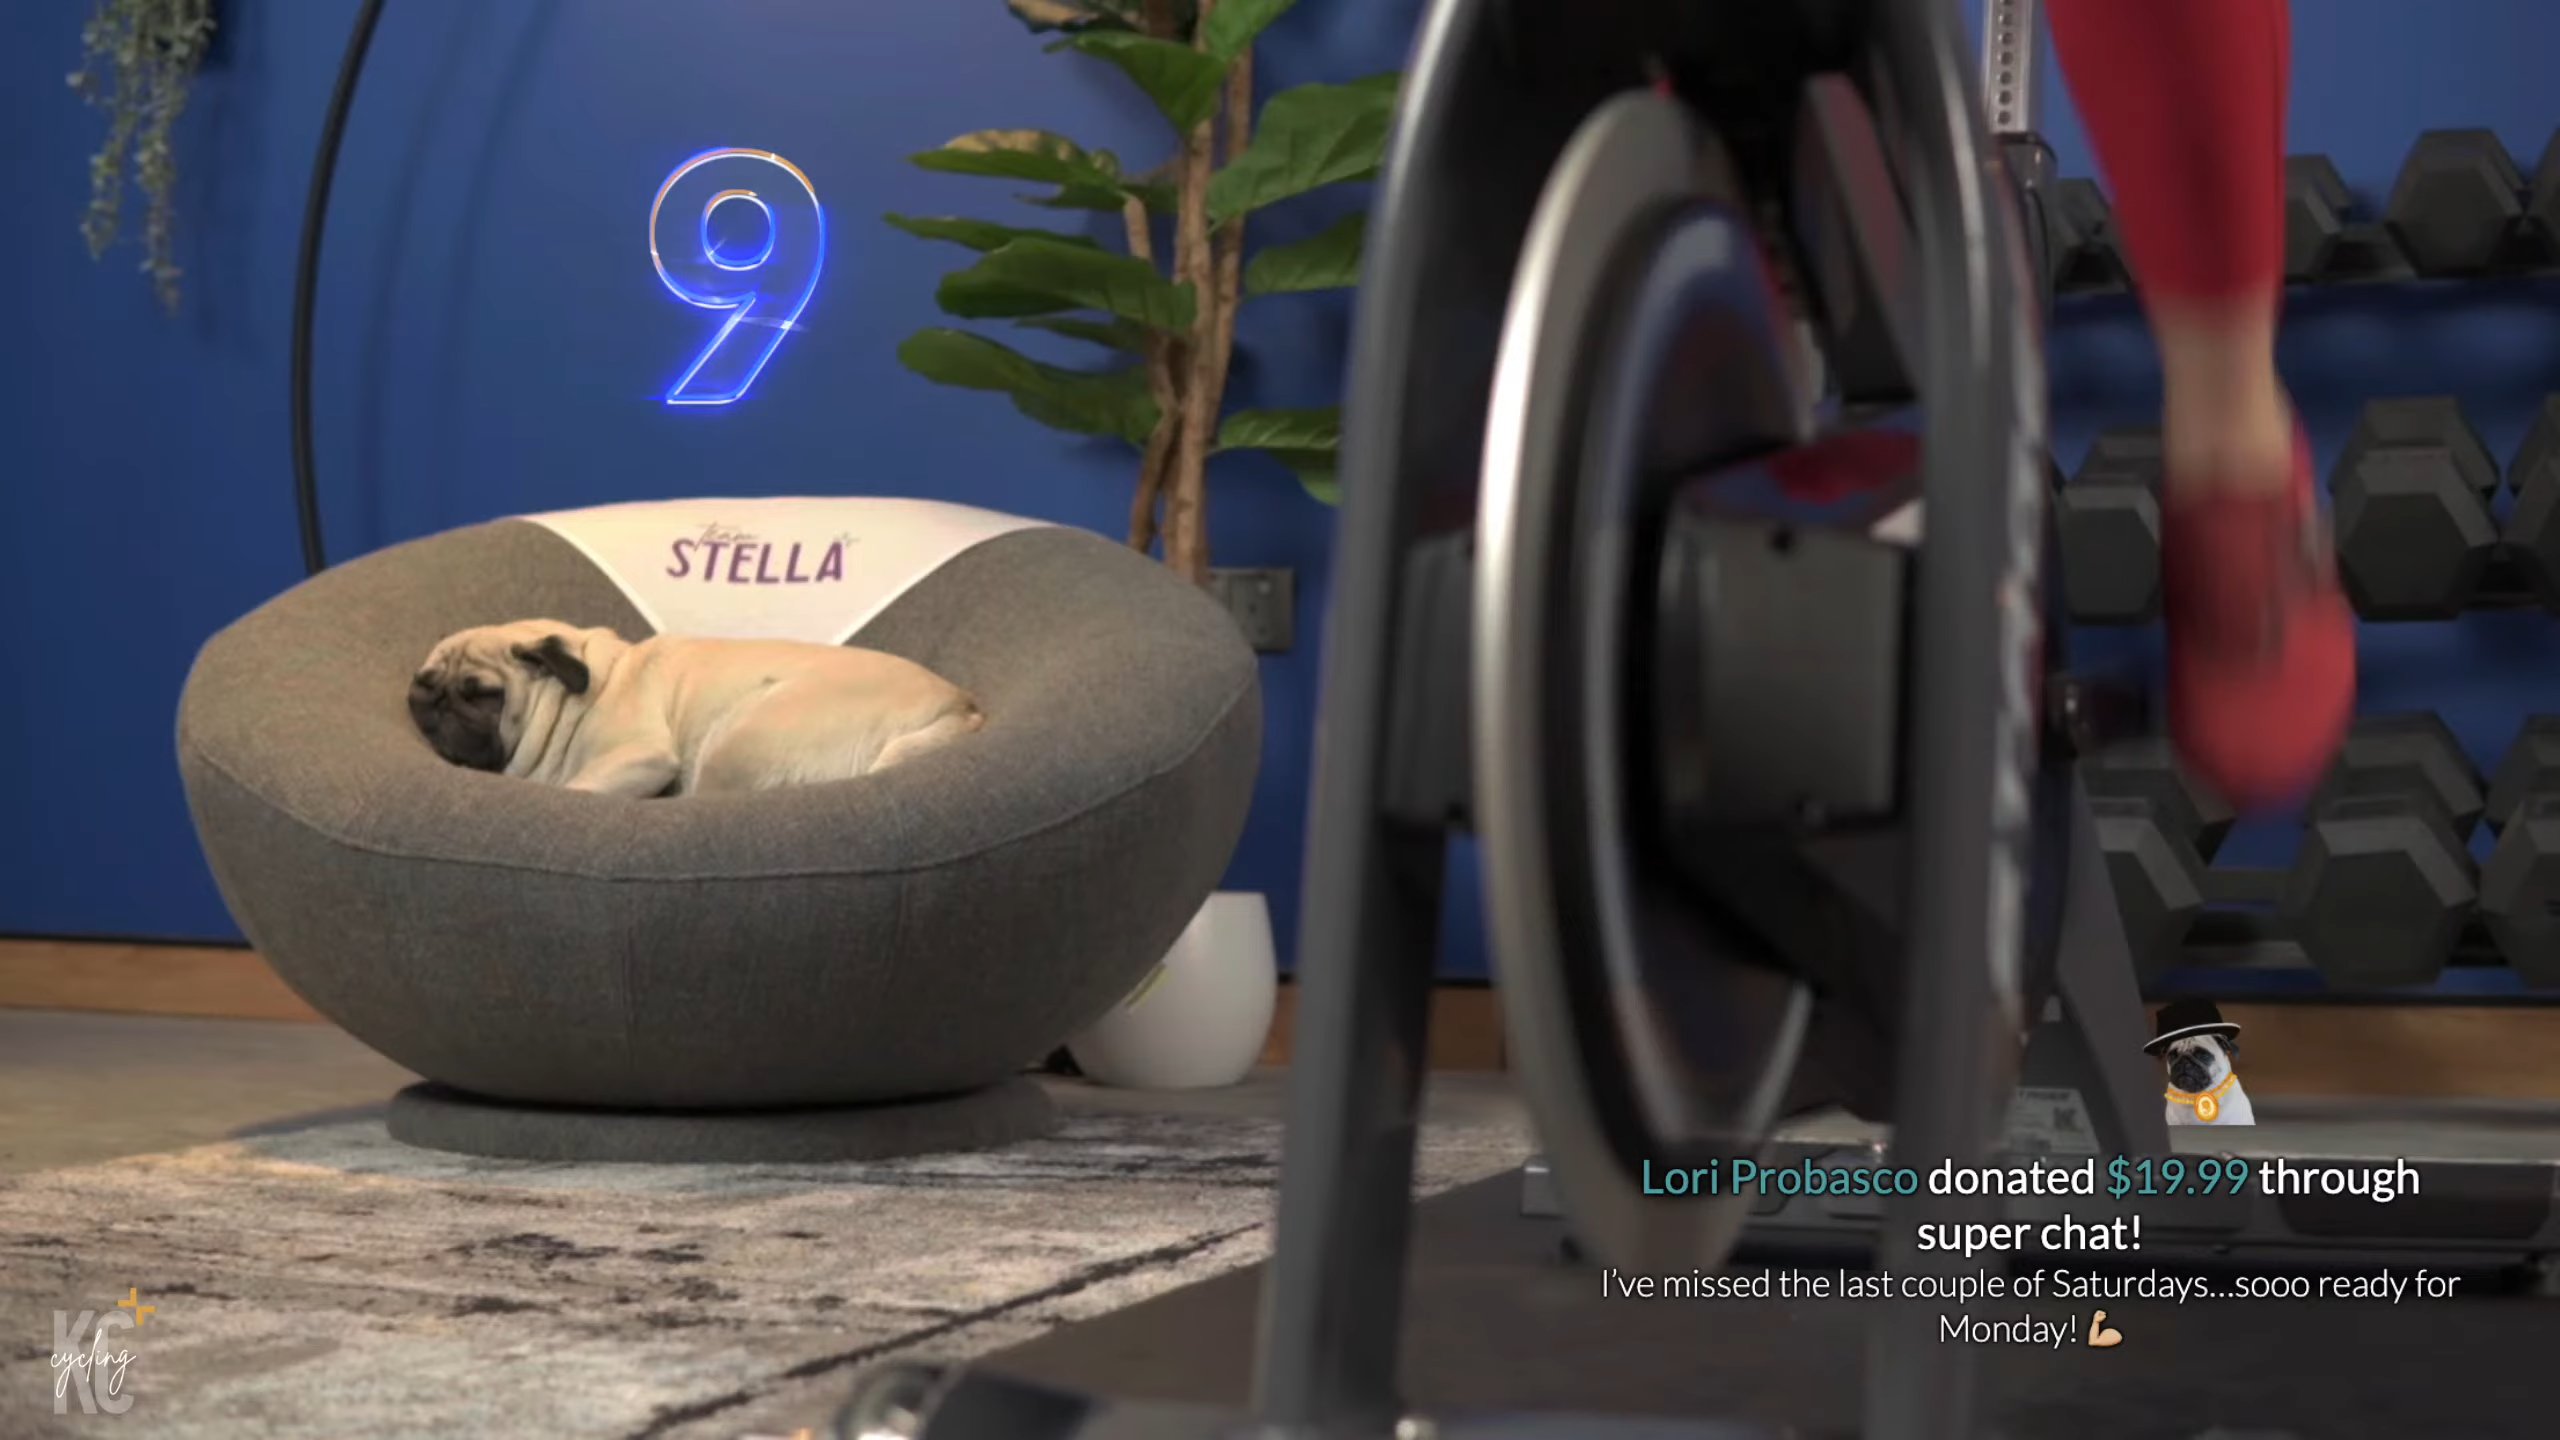 9
team
STELLA
Lori Probasco donated $19.99 through
super chat!
I've missed the last couple of Saturdays...sooo ready for
Monday! 💪🏼
KC+
cycling